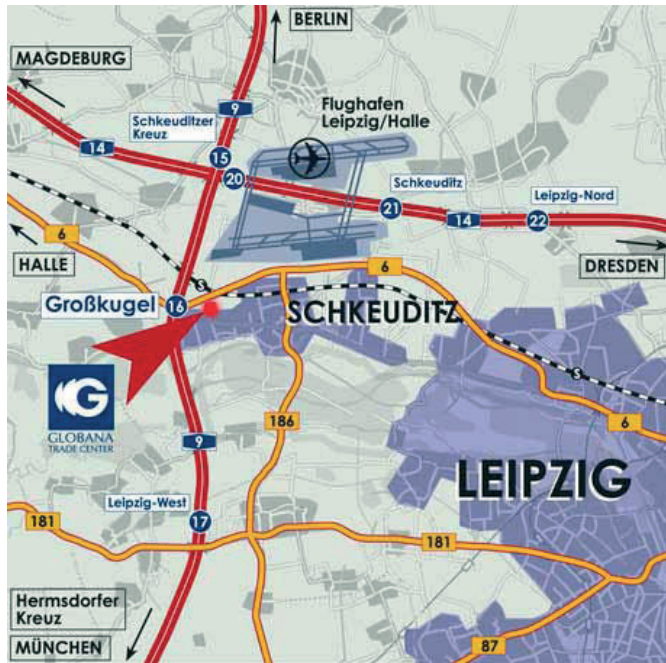 BERLIN
MAGDEBURG
9
Flughafen
Leipzig/Halle
Schkeuditzer
Kreuz
14
15
20
Schkeuditz
Leipzig-Nord
21
14
22
6
HALLE
DRESDEN
S
6
Großkugel
16
SCHKEUDITZ
S
G
GLOBANA
TRADE CENTER
186
6
9
LEIPZIG
Leipzig-West
17
181
181
Hermsdorfer
Kreuz
MÜNCHEN
87